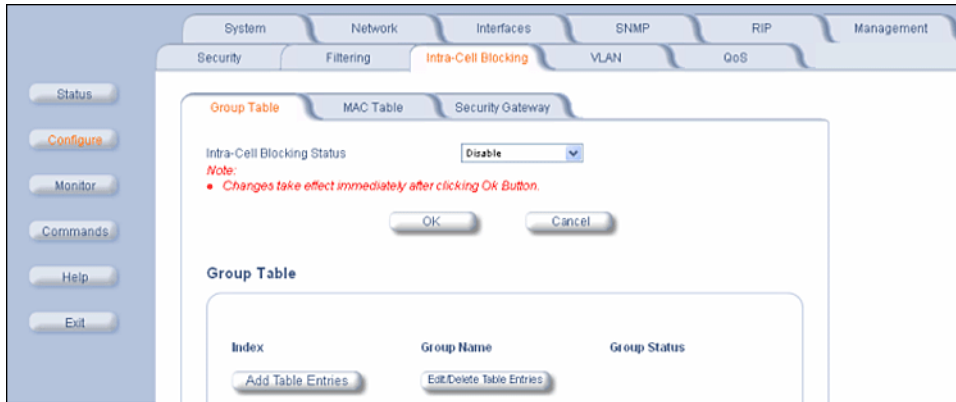 System Network Interfaces SNMP RIP Management
Security Filtering Intra-Cell Blocking VLAN QoS
Status
Configure
Monitor
Commands
Help
Exit
Group Table MAC Table Security Gateway
Intra-Cell Blocking Status Disable
Note:
• Changes take effect immediately after clicking Ok Button.
OK Cancel
Group Table
Index Group Name Group Status
Add Table Entries Edit/Delete Table Entries